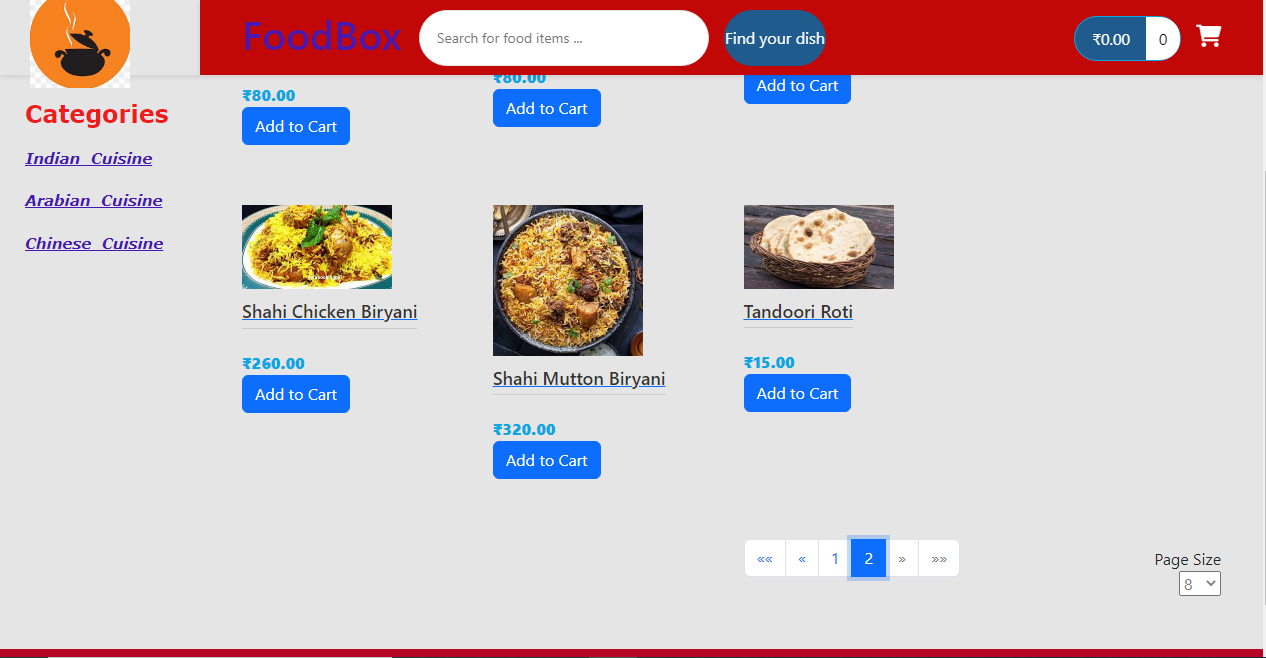 FoodBox
Search for food items ...
Find your dish
₹0.00 0
Categories
Indian Cuisine
Arabian Cuisine
Chinese Cuisine
₹80.00
Add to Cart
₹80.00
Add to Cart
Add to Cart
Shahi Chicken Biryani
₹260.00
Add to Cart
Shahi Mutton Biryani
₹320.00
Add to Cart
Tandoori Roti
₹15.00
Add to Cart
«« « 1 2 » »»
Page Size
8